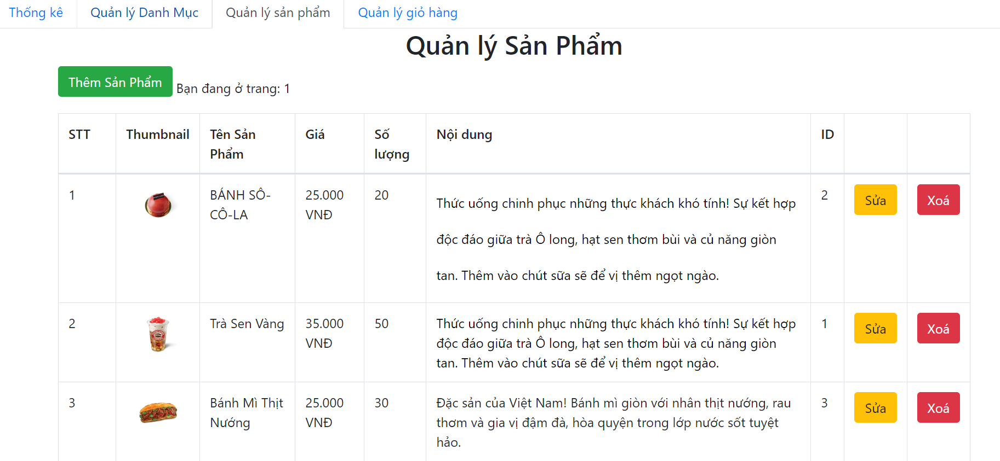 Thống kê
Quản lý Danh Mục
Quản lý sản phẩm
Quản lý giỏ hàng
Quản lý Sản Phẩm
Thêm Sản Phẩm
Bạn đang ở trang: 1
STT
Thumbnail
Tên Sản
Phẩm
Giá
Số
lượng
Nội dung
ID
1
BÁNH SÔ-
CÔ-LA
25.000
VNĐ
20
Thức uống chinh phục những thực khách khó tính! Sự kết hợp
độc đáo giữa trà Ô long, hạt sen thơm bùi và củ năng giòn
tan. Thêm vào chút sữa sẽ để vị thêm ngọt ngào.
2
Sửa
Xoá
2
Trà Sen Vàng
35.000
VNĐ
50
Thức uống chinh phục những thực khách khó tính! Sự kết hợp
độc đáo giữa trà Ô long, hạt sen thơm bùi và củ năng giòn
tan. Thêm vào chút sữa sẽ để vị thêm ngọt ngào.
1
Sửa
Xoá
3
Bánh Mì Thịt
Nướng
25.000
VNĐ
30
Đặc sản của Việt Nam! Bánh mì giòn với nhân thịt nướng, rau
thơm và gia vị đậm đà, hòa quyện trong lớp nước sốt tuyệt
hảo.
3
Sửa
Xoá